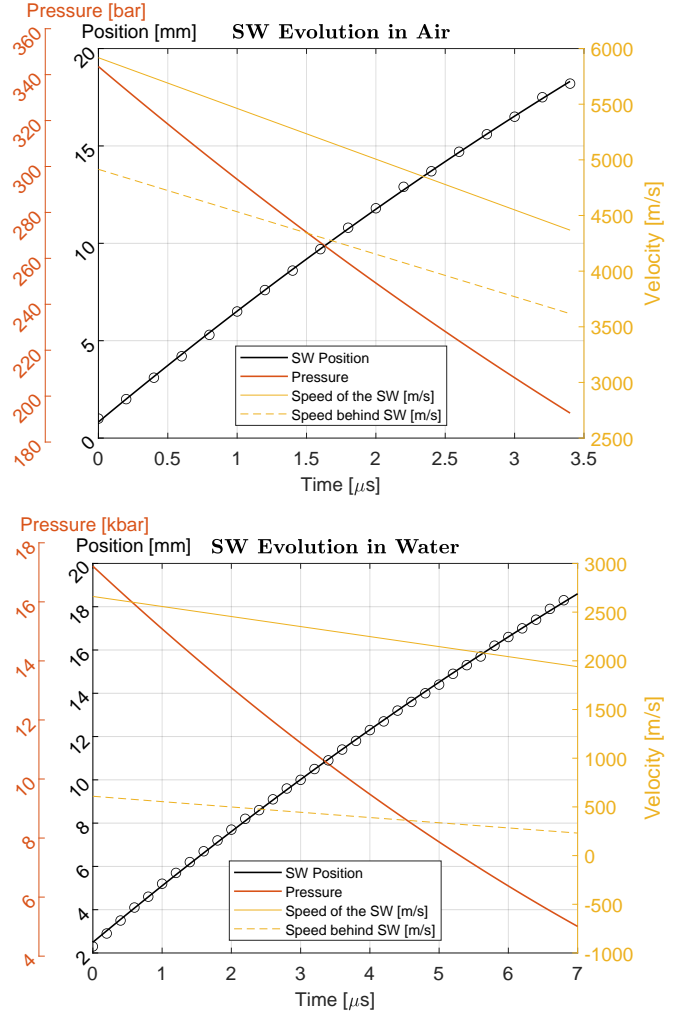 Pressure [bar]
Position [mm] SW Evolution in Air
360
340
320
300
280
260
240
220
200
180
20
15
10
5
0
6000
5500
5000
4500
4000
3500
3000
2500
Velocity [m/s]
SW Position
Pressure
Speed of the SW [m/s]
Speed behind SW [m/s]
0 0.5 1 1.5 2 2.5 3 3.5
Time [μs]
Pressure [kbar]
Position [mm] SW Evolution in Water
18
16
14
12
10
8
6
4
20
18
16
14
12
10
8
6
4
2
3000
2500
2000
1500
1000
500
0
-500
-1000
Velocity [m/s]
SW Position
Pressure
Speed of the SW [m/s]
Speed behind SW [m/s]
0 1 2 3 4 5 6 7
Time [μs]